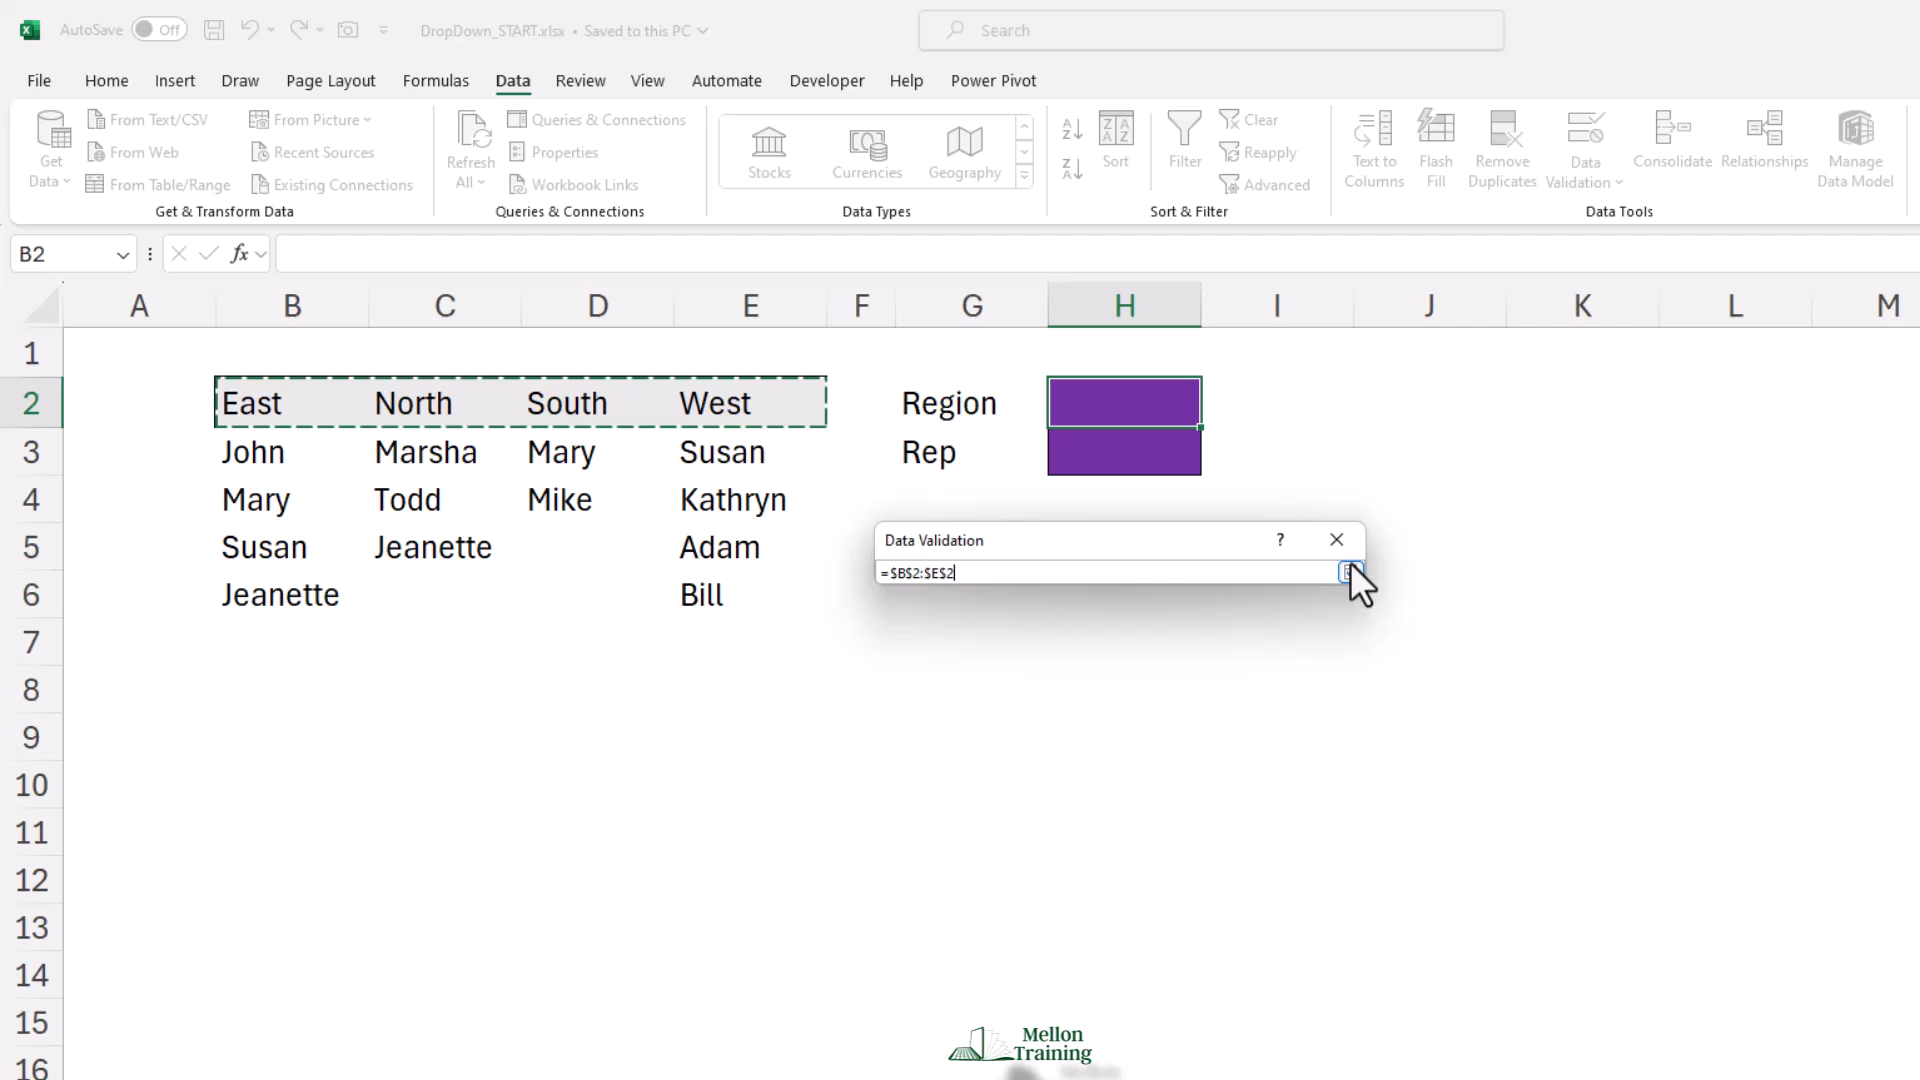 AutoSave Off DropDown_START.xlsx • Saved to this PC Search
File Home Insert Draw Page Layout Formulas Data Review View Automate Developer Help Power Pivot
Get Data
From Text/CSV
From Web
From Table/Range
From Picture
Recent Sources
Existing Connections
Get & Transform Data
Refresh All
Queries & Connections
Properties
Workbook Links
Queries & Connections
Stocks Currencies Geography
Data Types
Sort
Filter
Clear
Reapply
Advanced
Sort & Filter
Text to Columns
Flash Fill
Remove Duplicates
Data Validation
Consolidate
Relationships
Manage Data Model
Data Tools
B2 fx
A B C D E F G H I J K L M
1
2 East North South West Region
3 John Marsha Mary Susan Rep
4 Mary Todd Mike Kathryn
5 Susan Jeanette Adam
6 Jeanette Bill
Data Validation ?
=$B$2:$E$2
7
8
9
10
11
12
13
14
15
16
Mellon
Training